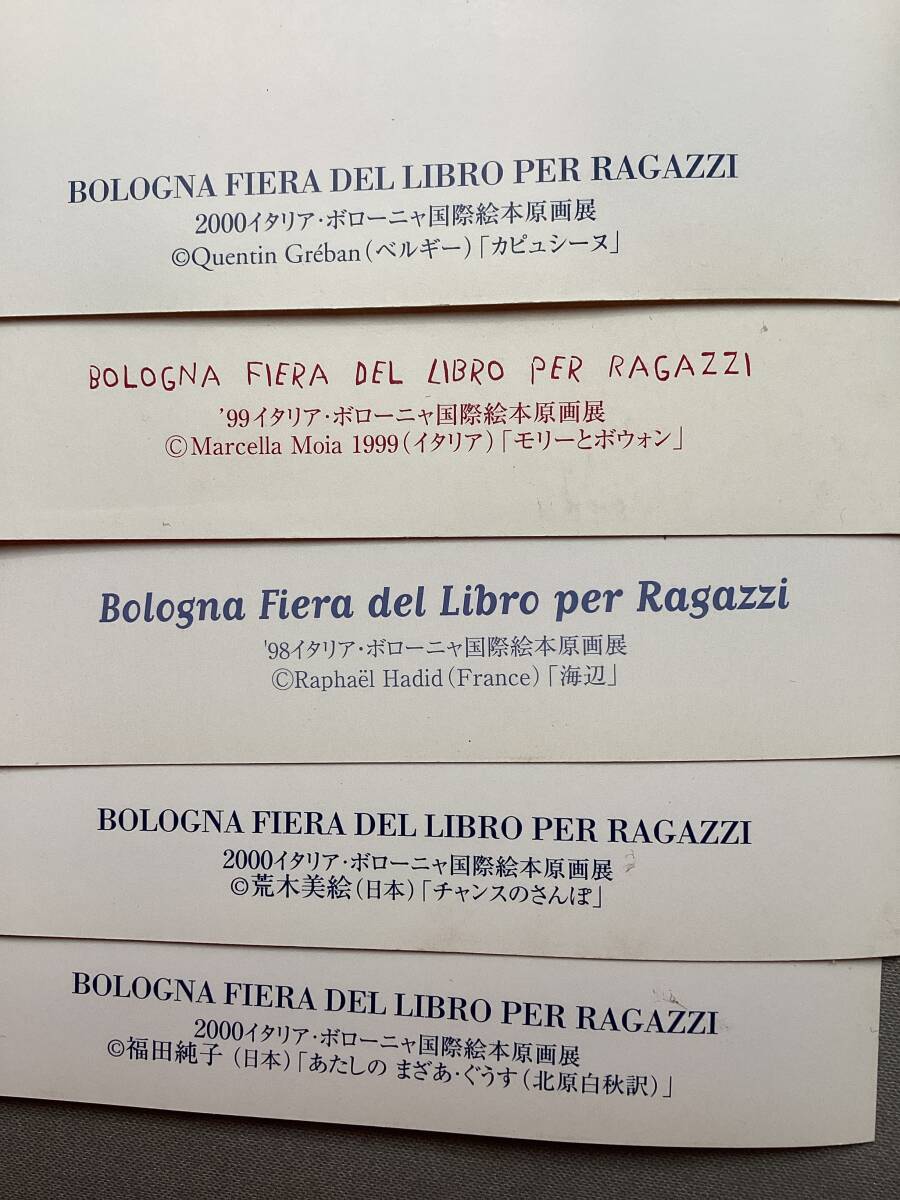 BOLOGNA FIERA DEL LIBRO PER RAGAZZI
2000イタリア・ボローニャ国際絵本原画展
©Quentin Gréban(ベルギー)「カピュシーヌ」
BOLOGNA FIERA DEL LIBRO PER RAGAZZI
'99イタリア・ボローニャ国際絵本原画展
©Marcella Moia 1999(イタリア)「モリーとボウォン」
Bologna Fiera del Libro per Ragazzi
'98イタリア・ボローニャ国際絵本原画展
©Raphaël Hadid(France)「海辺」
BOLOGNA FIERA DEL LIBRO PER RAGAZZI
2000イタリア・ボローニャ国際絵本原画展
©荒木美絵(日本)「チャンスのさんぽ」
BOLOGNA FIERA DEL LIBRO PER RAGAZZI
2000イタリア・ボローニャ国際絵本原画展
©福田純子 (日本)「あたしの まざあ・ぐうす(北原白秋訳)」